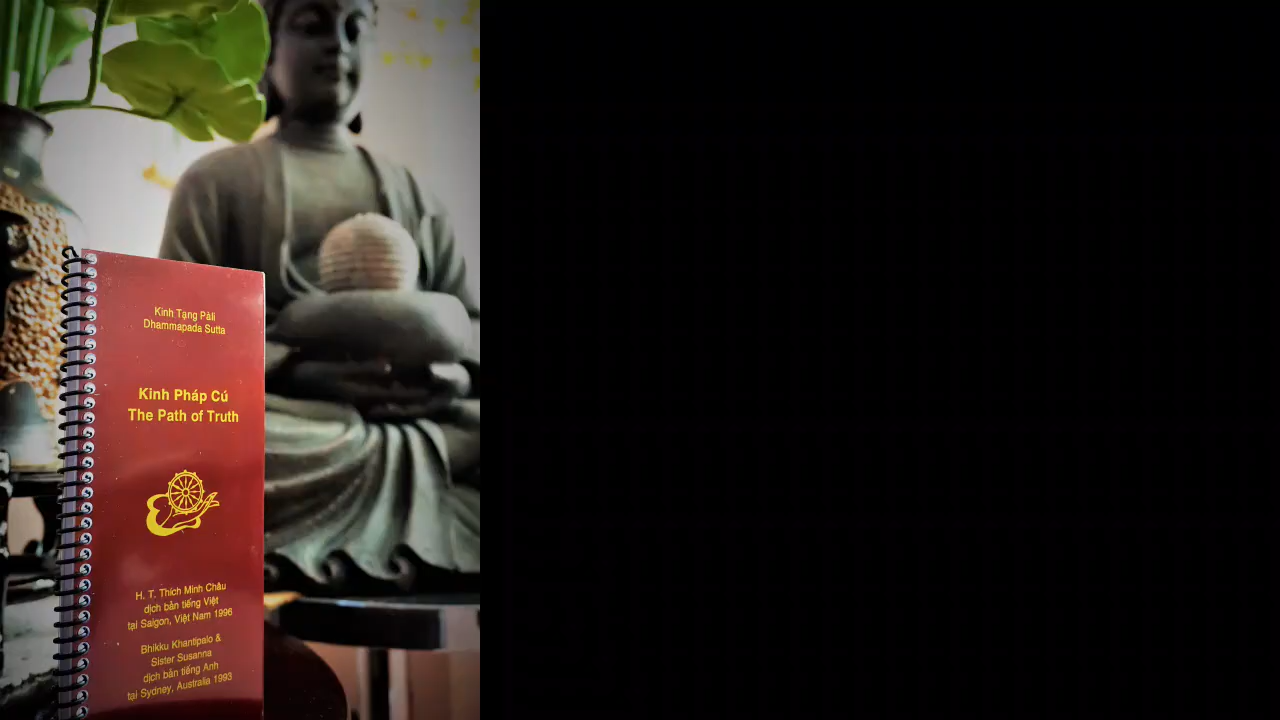 Kinh Tạng Pàli
Dhammapada Sutta
Kinh Pháp Cú
The Path of Truth
H. T. Thích Minh Châu
dịch bản tiếng Việt
tại Saigon, Việt Nam 1996
Bhikku Khantipalo &
Sister Susanna
dịch bản tiếng Anh
tại Sydney, Australia 1993